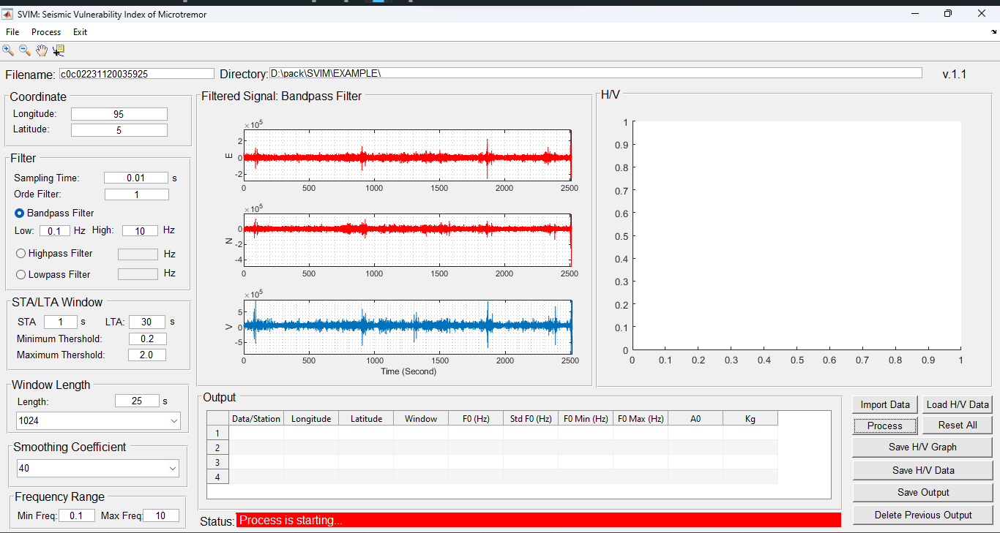 SVIM: Seismic Vulnerability Index of Microtremor
File Process Exit
Filename: c0c02231120035925 Directory: D:\pack\SVIM\EXAMPLE\ v.1.1
Coordinate
Longitude: 95
Latitude: 5
Filter
Sampling Time: 0.01 s
Orde Filter: 1
Bandpass Filter
Low: 0.1 Hz High: 10 Hz
Highpass Filter Hz
Lowpass Filter Hz
STA/LTA Window
STA 1 s LTA: 30 s
Minimum Thershold: 0.2
Maximum Thershold: 2.0
Window Length
Length: 25 s
1024
Smoothing Coefficient
40
Frequency Range
Min Freq: 0.1 Max Freq 10
Filtered Signal: Bandpass Filter
×10^5
2
0
-2
E
0 500 1000 1500 2000 2500
×10^5
0
-2
-4
N
0 500 1000 1500 2000 2500
×10^5
5
0
-5
V
0 500 1000 1500 2000 2500
Time (Second)
H/V
1
0.9
0.8
0.7
0.6
0.5
0.4
0.3
0.2
0.1
0
0 0.1 0.2 0.3 0.4 0.5 0.6 0.7 0.8 0.9 1
Output
Data/Station Longitude Latitude Window F0 (Hz) Std F0 (Hz) F0 Min (Hz) F0 Max (Hz) A0 Kg
1
2
3
4
Import Data Load H/V Data
Process Reset All
Save H/V Graph
Save H/V Data
Save Output
Delete Previous Output
Status: Process is starting...